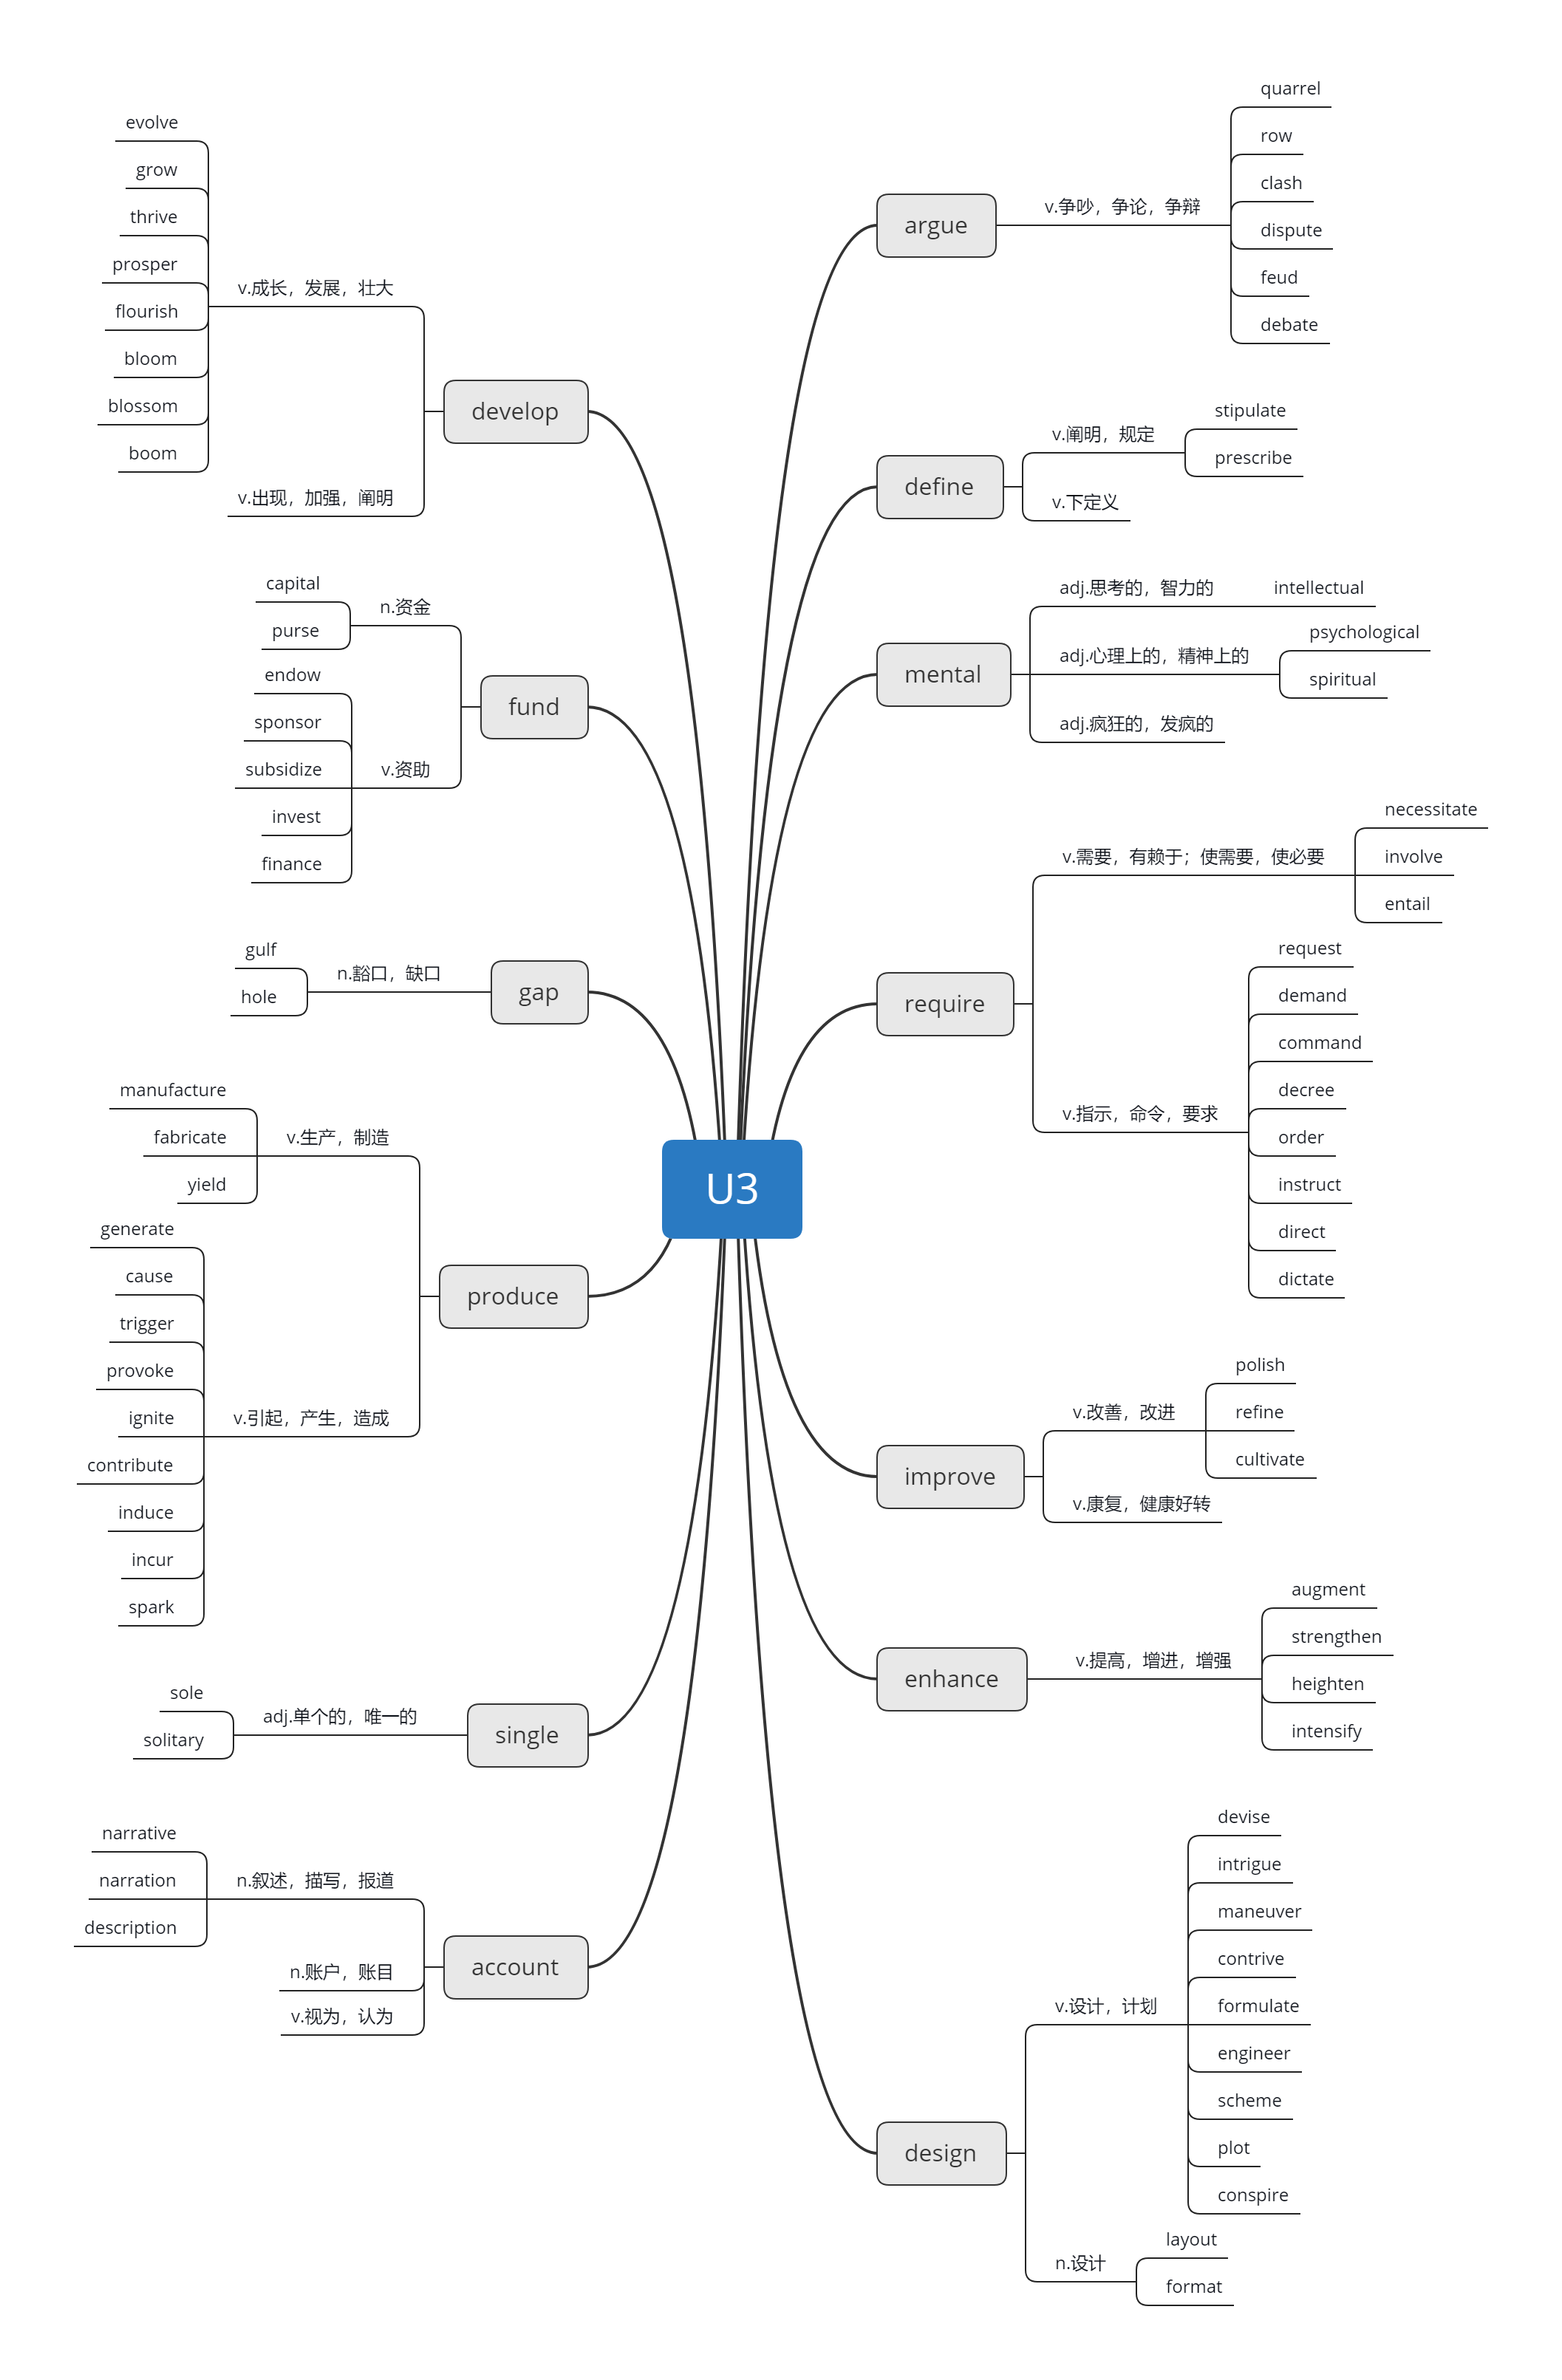 U3
argue
v.争吵，争论，争辩
quarrel
row
clash
dispute
feud
debate
define
v.阐明，规定
stipulate
prescribe
v.下定义
mental
adj.思考的，智力的
intellectual
adj.心理上的，精神上的
psychological
spiritual
adj.疯狂的，发疯的
require
v.需要，有赖于；使需要，使必要
necessitate
involve
entail
v.指示，命令，要求
request
demand
command
decree
order
instruct
direct
dictate
improve
v.改善，改进
polish
refine
cultivate
v.康复，健康好转
enhance
v.提高，增进，增强
augment
strengthen
heighten
intensify
design
v.设计，计划
devise
intrigue
maneuver
contrive
formulate
engineer
scheme
plot
conspire
n.设计
layout
format
develop
v.成长，发展，壮大
evolve
grow
thrive
prosper
flourish
bloom
blossom
boom
v.出现，加强，阐明
fund
n.资金
capital
purse
v.资助
endow
sponsor
subsidize
invest
finance
gap
n.豁口，缺口
gulf
hole
produce
v.生产，制造
manufacture
fabricate
yield
v.引起，产生，造成
generate
cause
trigger
provoke
ignite
contribute
induce
incur
spark
single
adj.单个的，唯一的
sole
solitary
account
n.叙述，描写，报道
narrative
narration
description
n.账户，账目
v.视为，认为